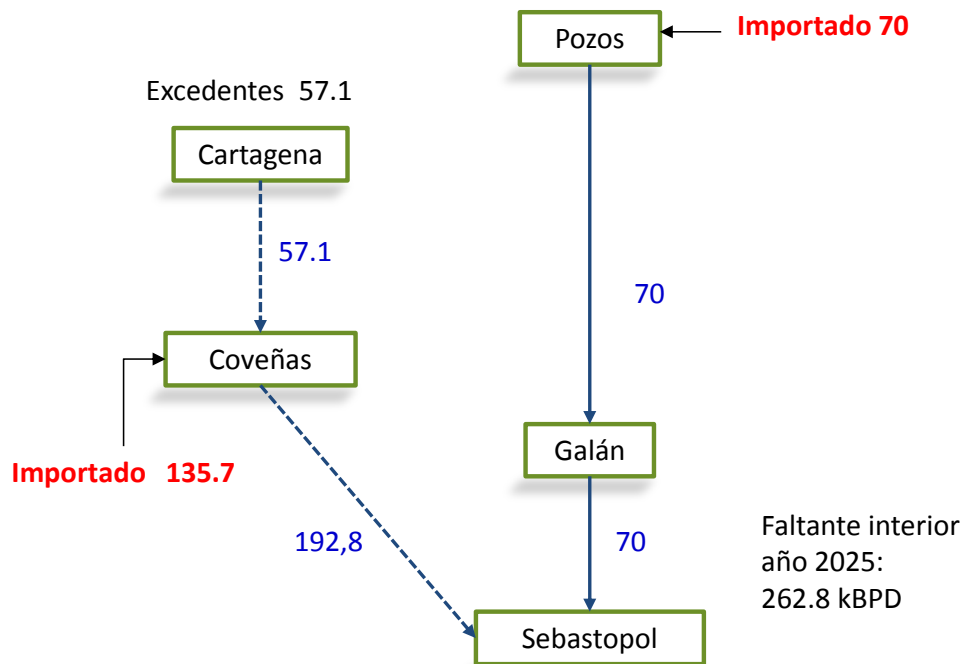 Pozos
Importado 70
Excedentes 57.1
Cartagena
57.1
70
Coveñas
Importado 135.7
Galán
192,8
70
Faltante interior
año 2025:
262.8 kBPD
Sebastopol